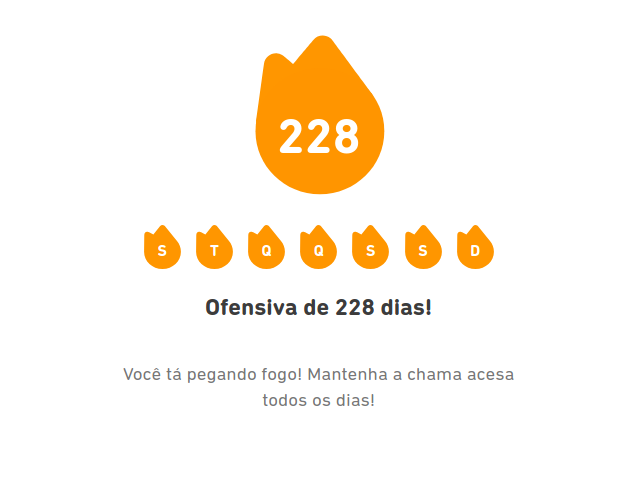 228
S T Q Q S S D
Ofensiva de 228 dias!
Você tá pegando fogo! Mantenha a chama acesa
todos os dias!